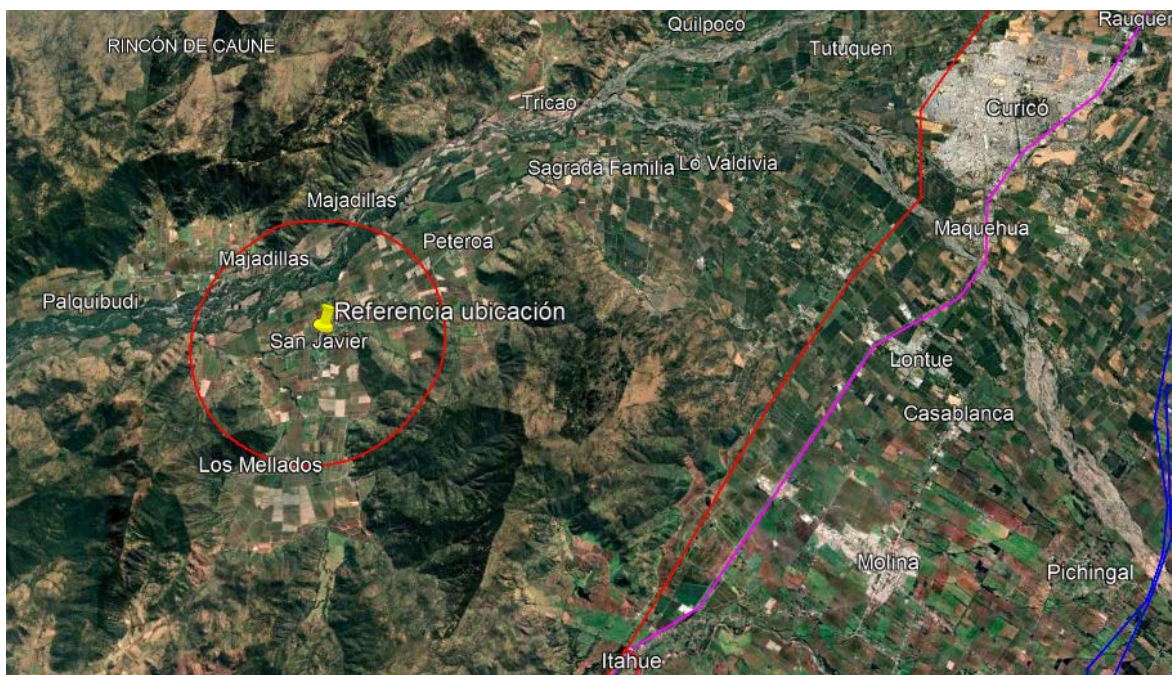 Quilpoco
Rauquen
RINCÓN DE CAUNE
Tutuquen
Tricao
Curicó
Sagrada Familia
Lo Valdivia
Majadillas
Maquehua
Peteroa
Majadillas
Palquibudi
Referencia ubicación
San Javier
Lontue
Casablanca
Los Mellados
Molina
Pichingal
Itahue